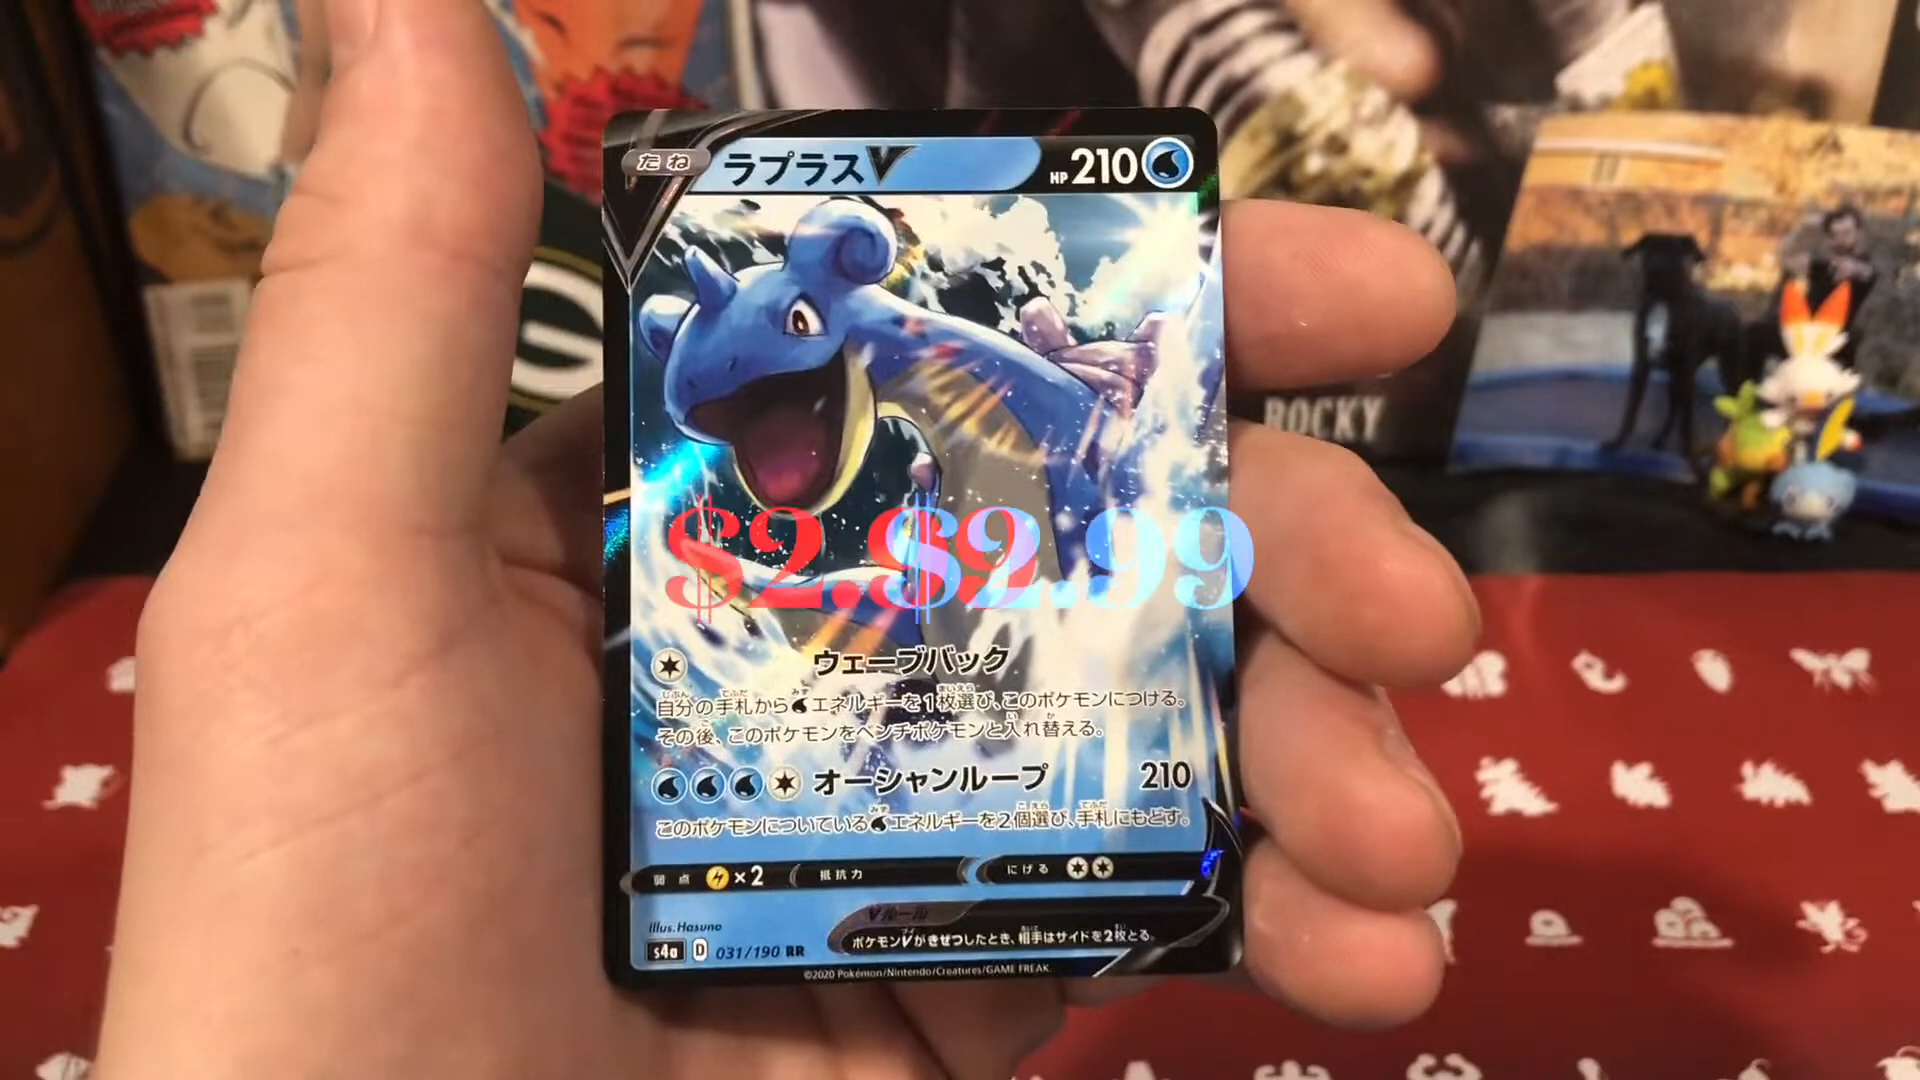 たね ラプラスV HP 210
ROCKY
$2.$2.99
ウェーブバック
自分の手札から エネルギーを1枚選び、このポケモンにつける。
その後、このポケモンをベンチポケモンと入れ替える。
オーシャンループ 210
このポケモンについている エネルギーを2個選び、手札にもどす。
弱点 ×2 抵抗力 にげる
Vルール
ポケモンVがきぜつしたとき、相手はサイドを2枚とる。
Illus. Hasuno
s4a D 031/190 RR
©2020 Pokémon/Nintendo/Creatures/GAME FREAK.